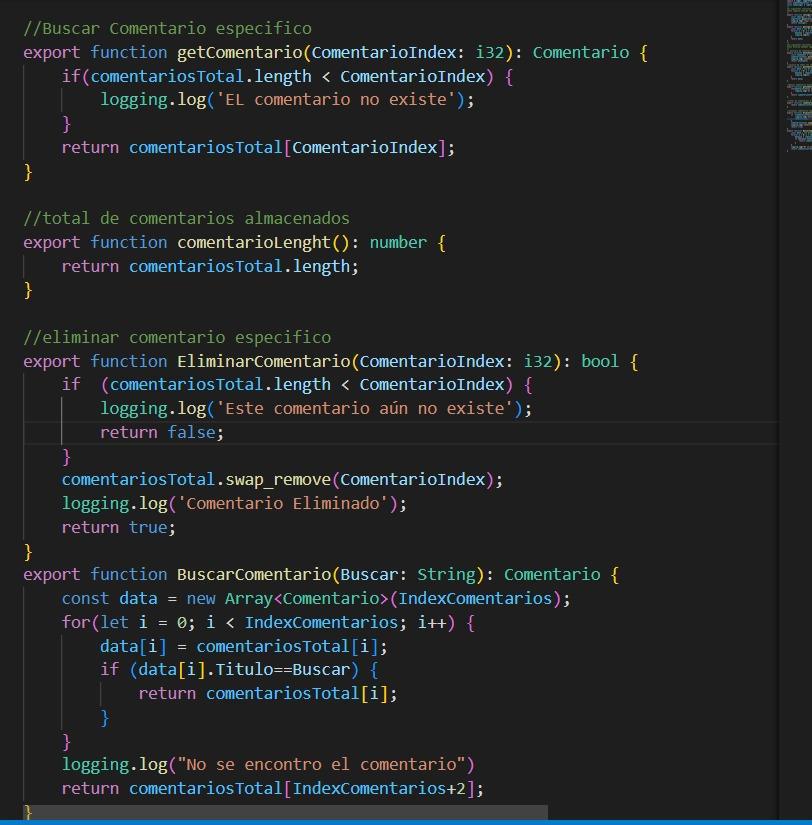 //Buscar Comentario especifico
export function getComentario(ComentarioIndex: i32): Comentario {
    if(comentariosTotal.length < ComentarioIndex) {
        logging.log('EL comentario no existe');
    }
    return comentariosTotal[ComentarioIndex];
}
//total de comentarios almacenados
export function comentarioLenght(): number {
    return comentariosTotal.length;
}
//eliminar comentario especifico
export function EliminarComentario(ComentarioIndex: i32): bool {
    if  (comentariosTotal.length < ComentarioIndex) {
        logging.log('Este comentario aún no existe');
        return false;
    }
    comentariosTotal.swap_remove(ComentarioIndex);
    logging.log('Comentario Eliminado');
    return true;
}
export function BuscarComentario(Buscar: String): Comentario {
    const data = new Array<Comentario>(IndexComentarios);
    for(let i = 0; i < IndexComentarios; i++) {
        data[i] = comentariosTotal[i];
        if (data[i].Titulo==Buscar) {
            return comentariosTotal[i];
        }
    }
    logging.log("No se encontro el comentario")
    return comentariosTotal[IndexComentarios+2];
}